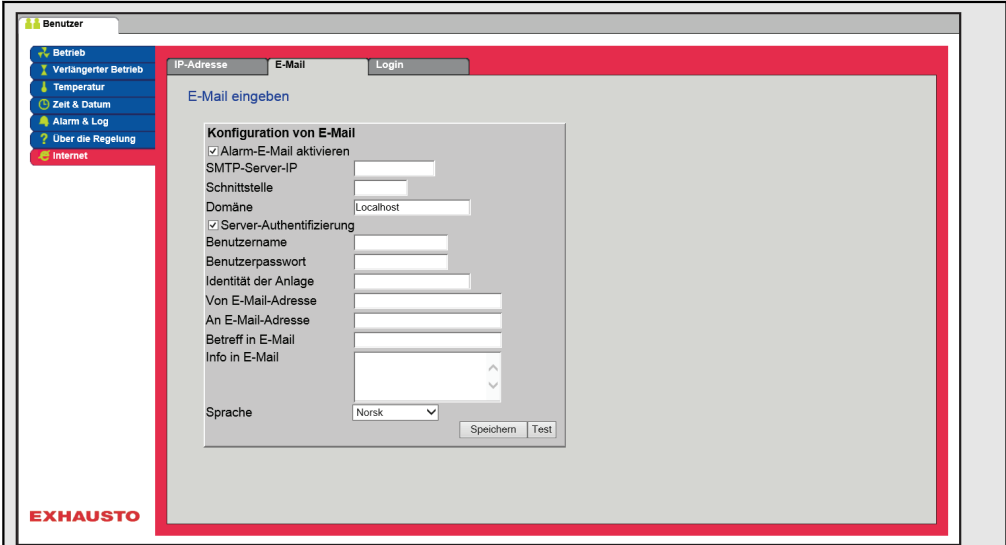 Benutzer
Betrieb
Verlängerter Betrieb
Temperatur
Zeit & Datum
Alarm & Log
Über die Regelung
Internet
IP-Adresse E-Mail Login
E-Mail eingeben
Konfiguration von E-Mail
Alarm-E-Mail aktivieren
SMTP-Server-IP
Schnittstelle
Domäne Localhost
Server-Authentifizierung
Benutzername
Benutzerpasswort
Identität der Anlage
Von E-Mail-Adresse
An E-Mail-Adresse
Betreff in E-Mail
Info in E-Mail
Sprache Norsk
Speichern Test
EXHAUSTO